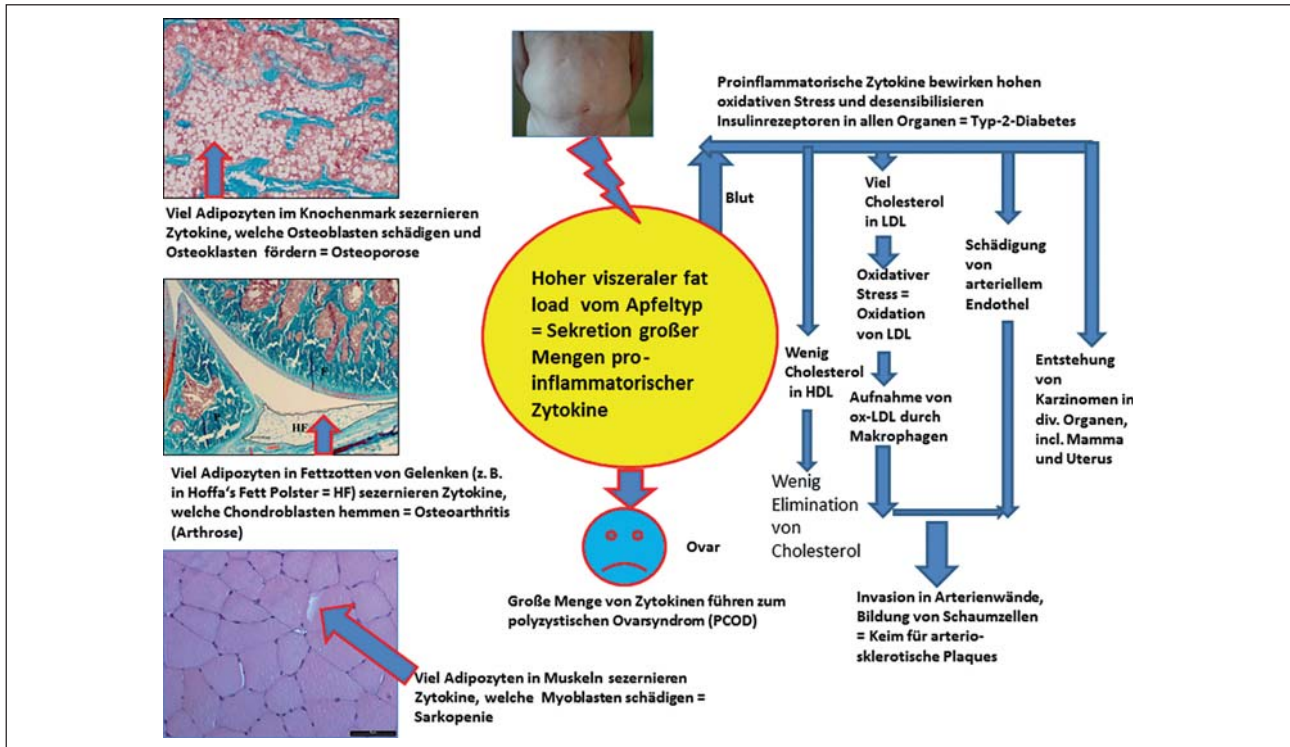 Viel Adipozyten im Knochenmark sezernieren
Zytokine, welche Osteoblasten schädigen und
Osteoklasten fördern = Osteoporose
HF
Viel Adipozyten in Fettzotten von Gelenken (z. B.
in Hoffa's Fett Polster = HF) sezernieren Zytokine,
welche Chondroblasten hemmen = Osteoarthritis
(Arthrose)
Viel Adipozyten in Muskeln sezernieren
Zytokine, welche Myoblasten schädigen =
Sarkopenie
Hoher viszeraler fat
load vom Apfeltyp
= Sekretion großer
Mengen pro-
inflammatorischer
Zytokine
Ovar
Große Menge von Zytokinen führen zum
polyzystischen Ovarsyndrom (PCOD)
Proinflammatorische Zytokine bewirken hohen
oxidativen Stress und desensibilisieren
Insulinrezeptoren in allen Organen = Typ-2-Diabetes
Blut
Wenig
Cholesterol
in HDL
Wenig
Elimination
von
Cholesterol
Viel
Cholesterol
in LDL
Oxidativer
Stress =
Oxidation
von LDL
Aufnahme von
ox-LDL durch
Makrophagen
Schädigung
von
arteriellem
Endothel
Invasion in Arterienwände,
Bildung von Schaumzellen
= Keim für arterio-
sklerotische Plaques
Entstehung
von
Karzinomen in
div. Organen,
incl. Mamma
und Uterus